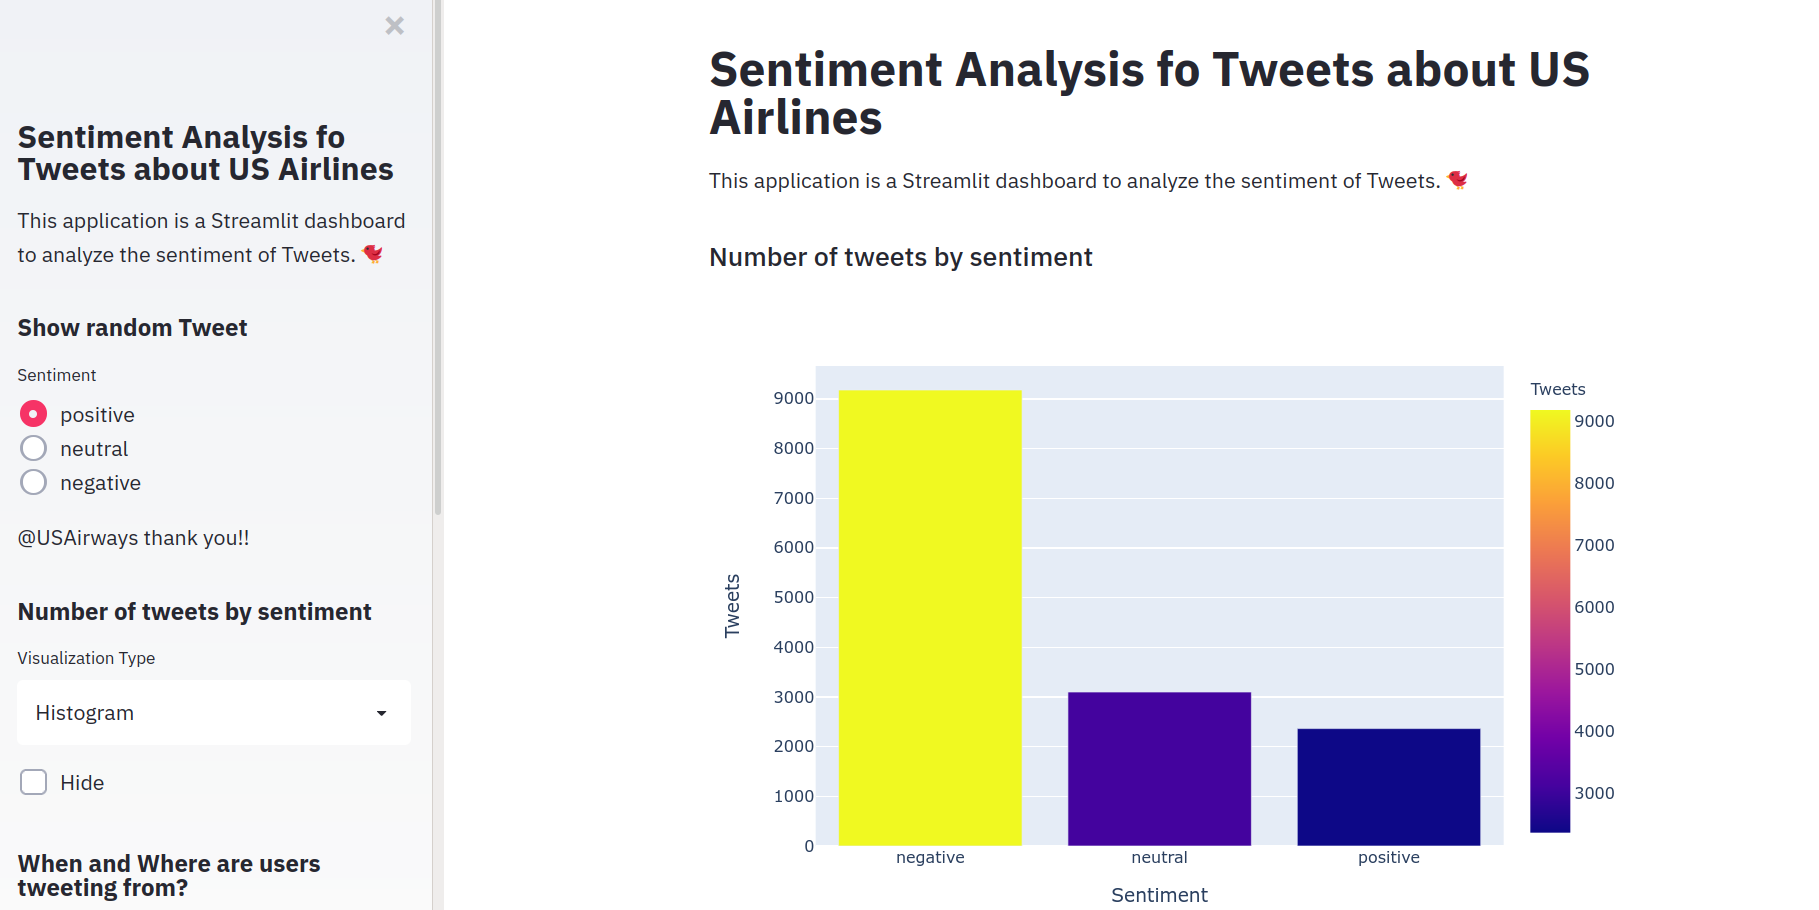 Sentiment Analysis fo
Tweets about US Airlines
This application is a Streamlit dashboard
to analyze the sentiment of Tweets. 🐦
Show random Tweet
Sentiment
positive
neutral
negative
@USAirways thank you!!
Number of tweets by sentiment
Visualization Type
Histogram
Hide
When and Where are users
tweeting from?
Sentiment Analysis fo Tweets about US
Airlines
This application is a Streamlit dashboard to analyze the sentiment of Tweets. 🐦
Number of tweets by sentiment
Tweets
9000
8000
7000
6000
5000
4000
3000
2000
1000
0
negative
neutral
positive
Sentiment
Tweets
9000
8000
7000
6000
5000
4000
3000